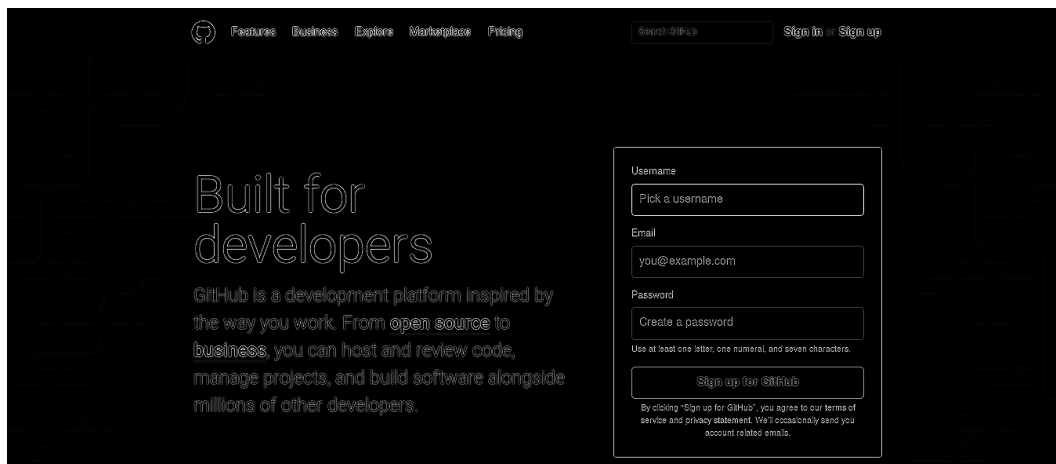 Features Business Explore Marketplace Pricing Search GitHub Sign in or Sign up
Built for
developers
GitHub is a development platform inspired by
the way you work. From open source to
business, you can host and review code,
manage projects, and build software alongside
millions of other developers.
Username
Pick a username
Email
you@example.com
Password
Create a password
Use at least one letter, one numeral, and seven characters.
Sign up for GitHub
By clicking "Sign up for GitHub", you agree to our terms of
service and privacy statement. We'll occasionally send you
account related emails.